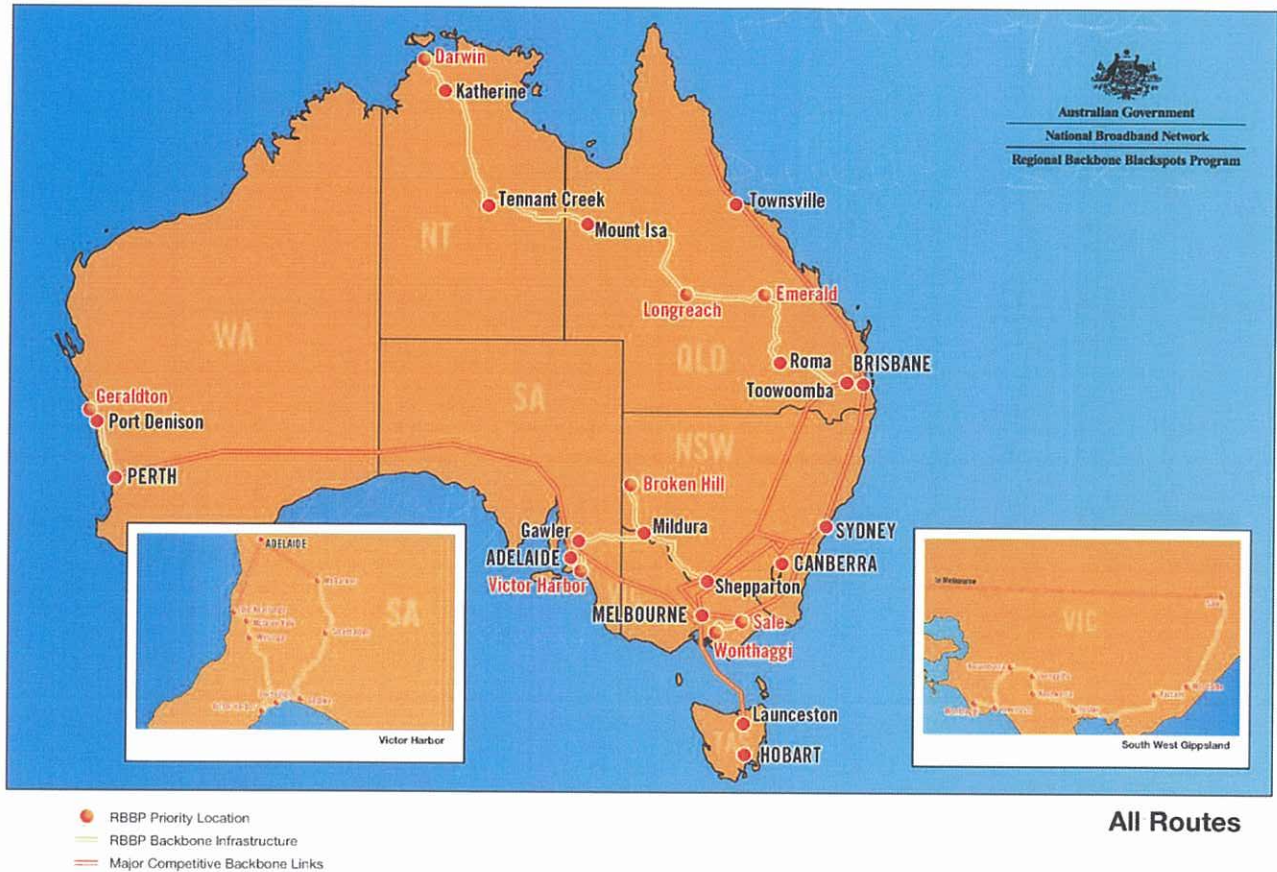 Darwin
Katherine
Australian Government
National Broadband Network
Regional Backbone Blackspots Program
Tennant Creek
Mount Isa
Townsville
NT
Longreach
Emerald
WA
QLD
Roma
BRISBANE
Toowoomba
Geraldton
Port Denison
SA
NSW
PERTH
Broken Hill
Gawler
Mildura
SYDNEY
ADELAIDE
CANBERRA
Victor Harbor
Shepparton
MELBOURNE
Sale
Wonthaggi
Launceston
HOBART
ADELAIDE
SA
Victor Harbor
to Melbourne
VIC
South West Gippsland
RBBP Priority Location
RBBP Backbone Infrastructure
Major Competitive Backbone Links
All Routes